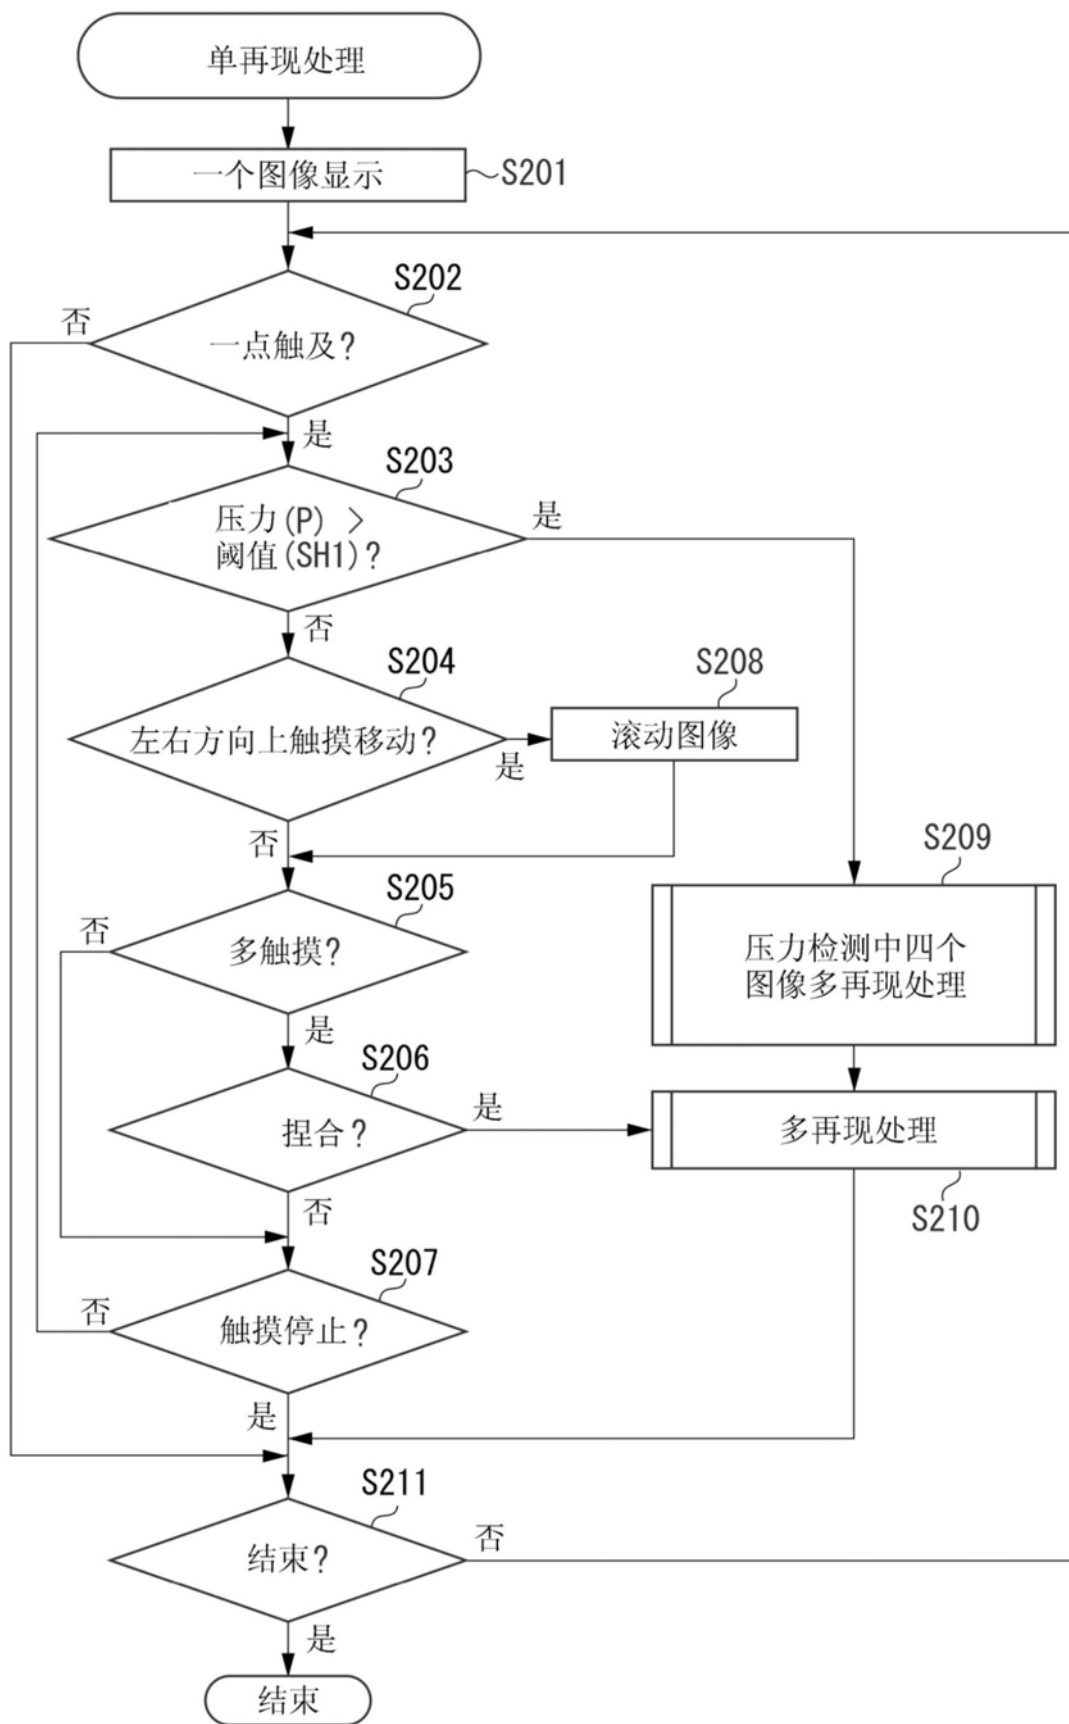 单再现处理
一个图像显示
S201
S202
否
一点触及?
是
S203
压力(P) >
阈值(SH1)?
是
否
S204
左右方向上触摸移动?
是
S208
滚动图像
否
S205
否
多触摸?
是
S209
压力检测中四个
图像多再现处理
S206
捏合?
是
多再现处理
S210
否
S207
否
触摸停止?
是
S211
结束?
否
是
结束